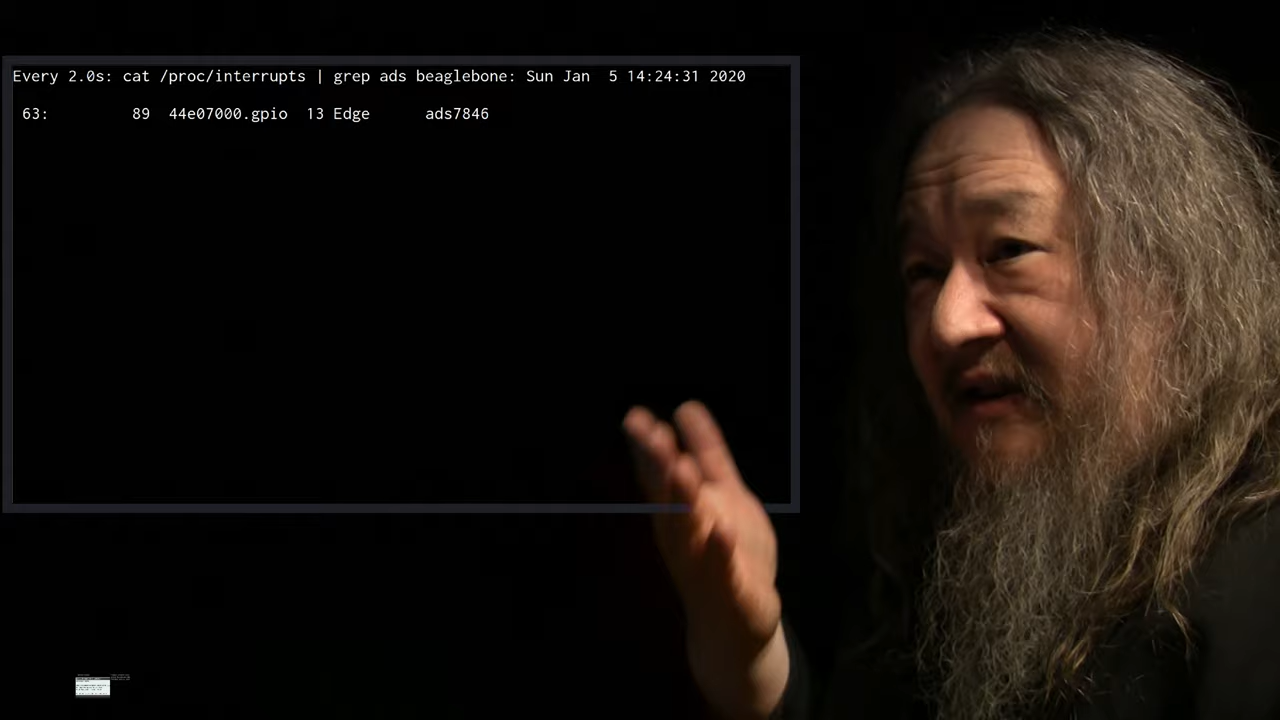 Every 2.0s: cat /proc/interrupts | grep ads beaglebone: Sun Jan  5 14:24:31 2020
63:         89  44e07000.gpio  13 Edge      ads7846